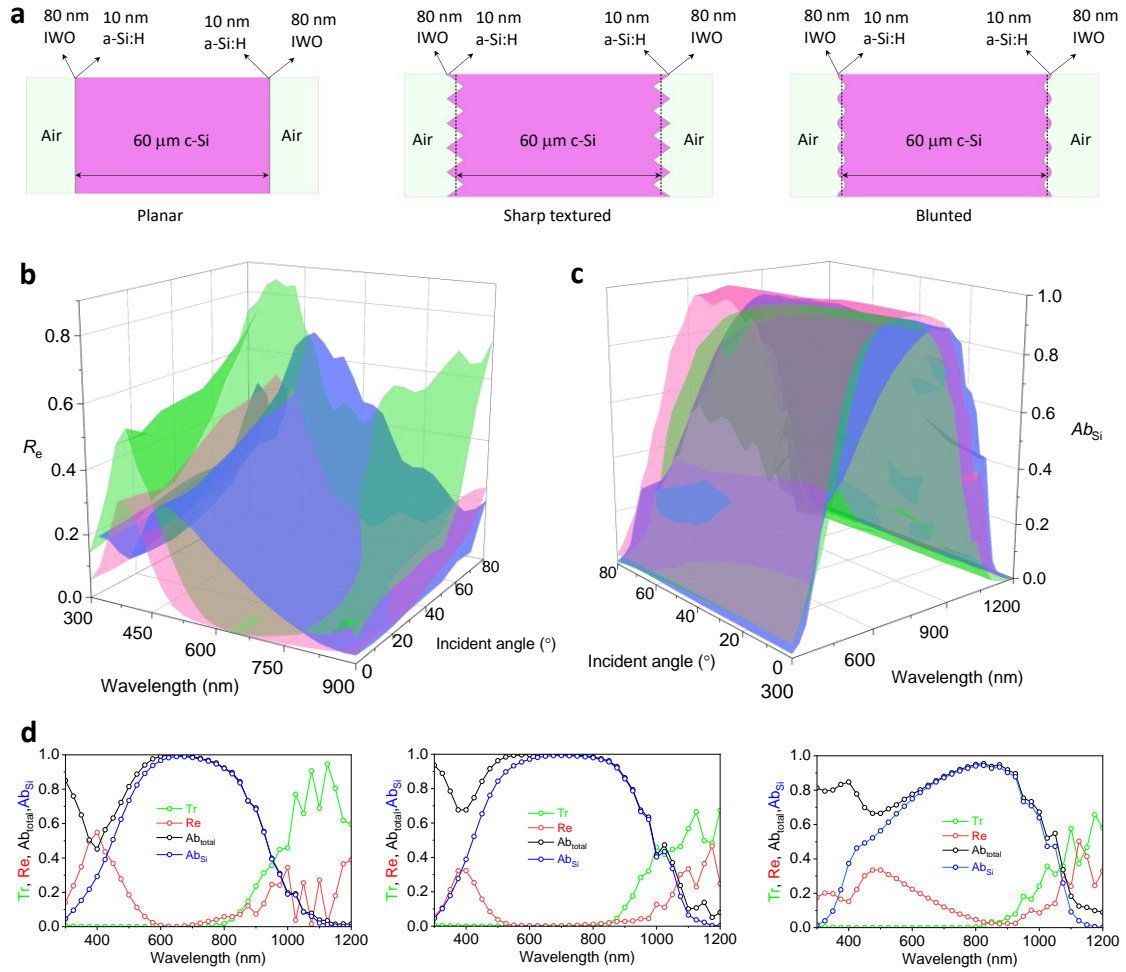 a
80 nm
IWO
10 nm
a-Si:H
10 nm
a-Si:H
80 nm
IWO
Air
60 μm c-Si
Air
Planar
80 nm
IWO
10 nm
a-Si:H
10 nm
a-Si:H
80 nm
IWO
Air
60 μm c-Si
Air
Sharp textured
80 nm
IWO
10 nm
a-Si:H
10 nm
a-Si:H
80 nm
IWO
Air
60 μm c-Si
Air
Blunted
b
Re
0.8
0.6
0.4
0.2
0.0
300
450
600
750
900
Wavelength (nm)
0
20
40
60
80
Incident angle (°)
c
AbSi
1.0
0.8
0.6
0.4
0.2
0.0
80
60
40
20
0
Incident angle (°)
300
600
900
1200
Wavelength (nm)
d
Tr, Re, Abtotal,AbSi
1.0
0.8
0.6
0.4
0.2
0.0
Tr
Re
Abtotal
AbSi
400 600 800 1000 1200
Wavelength (nm)
Tr, Re, Abtotal,AbSi
1.0
0.8
0.6
0.4
0.2
0.0
Tr
Re
Abtotal
AbSi
400 600 800 1000 1200
Wavelength (nm)
Tr, Re, Abtotal,AbSi
1.0
0.8
0.6
0.4
0.2
0.0
Tr
Re
Abtotal
AbSi
400 600 800 1000 1200
Wavelength (nm)